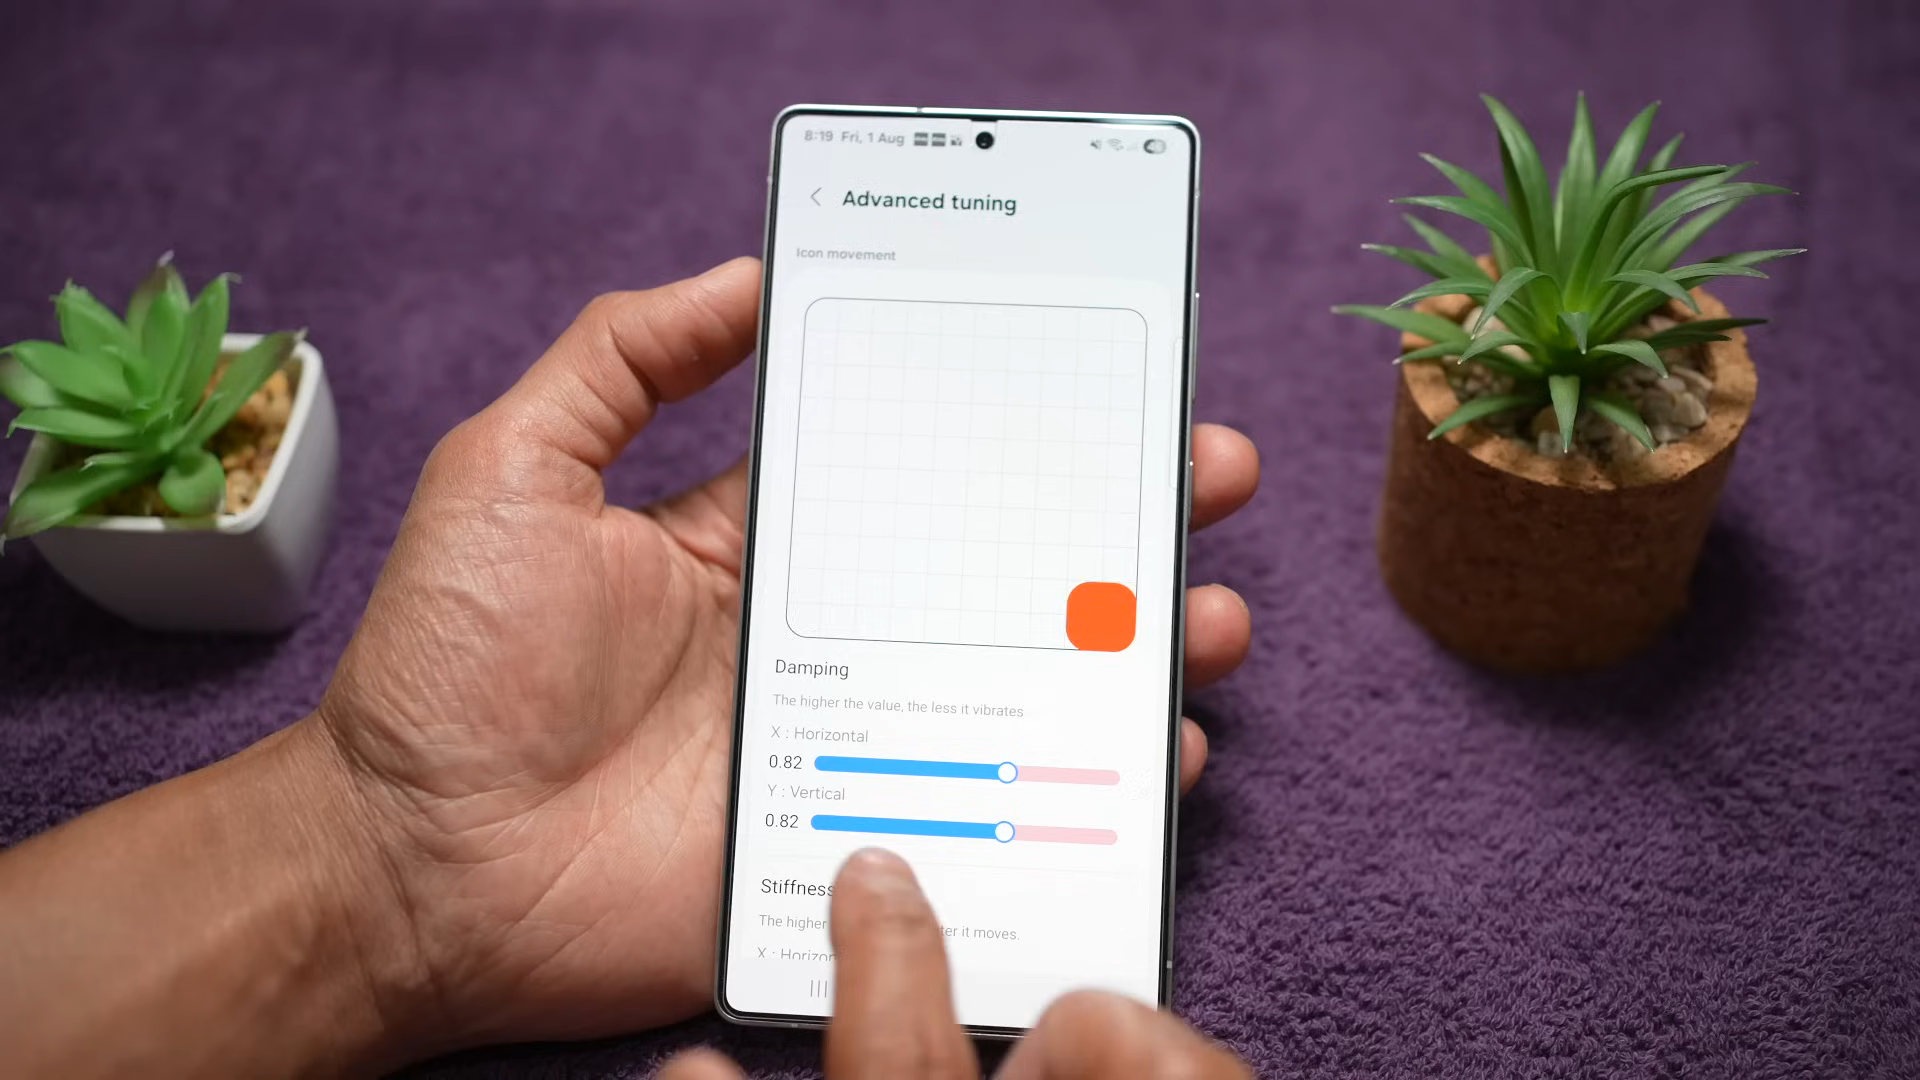 8:19 Fri, 1 Aug
Advanced tuning
Icon movement
Damping
The higher the value, the less it vibrates
X : Horizontal
0.82
Y : Vertical
0.82
Stiffness
The higher it moves.
X :